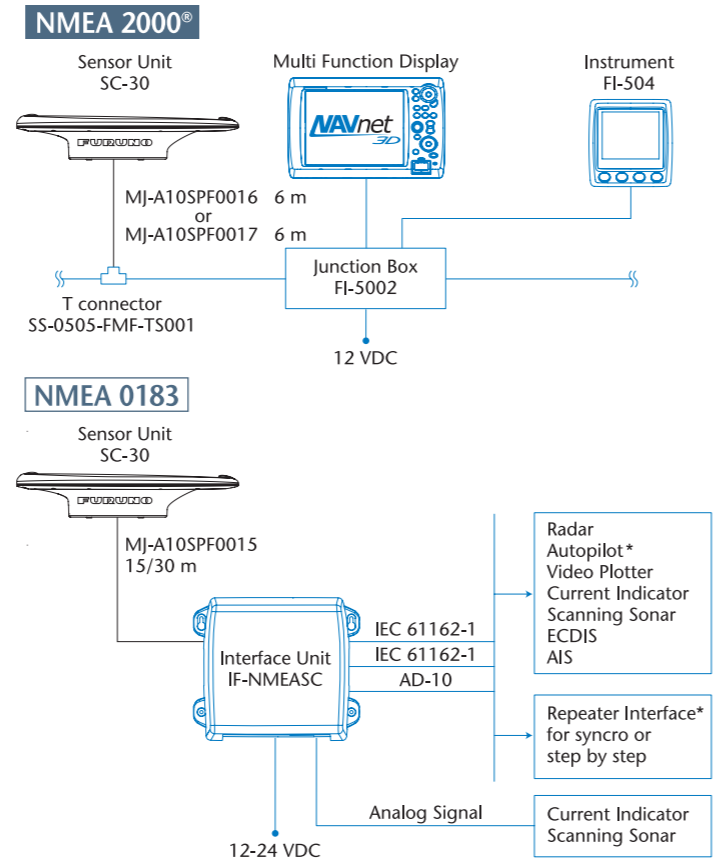 NMEA 2000®
Sensor Unit
SC-30
Multi Function Display
Instrument
FI-504
FURUNO
NAVnet
3D
MJ-A10SPF0016 6 m
or
MJ-A10SPF0017 6 m
Junction Box
FI-5002
T connector
SS-0505-FMF-TS001
12 VDC
NMEA 0183
Sensor Unit
SC-30
FURUNO
MJ-A10SPF0015
15/30 m
Interface Unit
IF-NMEASC
IEC 61162-1
IEC 61162-1
AD-10
Radar
Autopilot*
Video Plotter
Current Indicator
Scanning Sonar
ECDIS
AIS
Repeater Interface*
for syncro or
step by step
Analog Signal
Current Indicator
Scanning Sonar
12-24 VDC